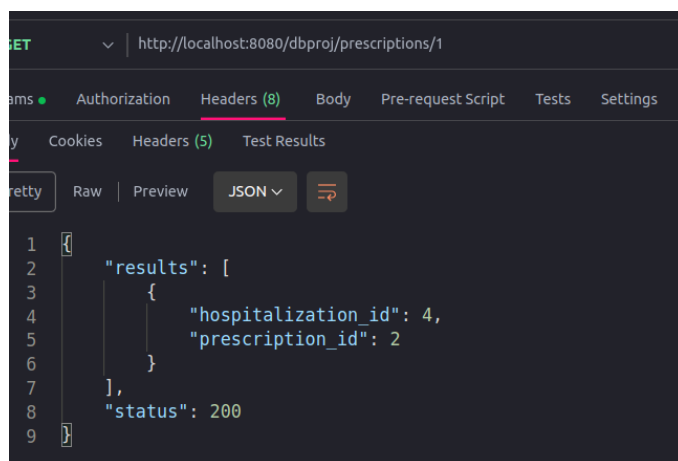 GET http://localhost:8080/dbproj/prescriptions/1
ams Authorization Headers (8) Body Pre-request Script Tests Settings
y Cookies Headers (5) Test Results
retty Raw Preview JSON
1 {
2 "results": [
3 {
4 "hospitalization_id": 4,
5 "prescription_id": 2
6 }
7 ],
8 "status": 200
9 }